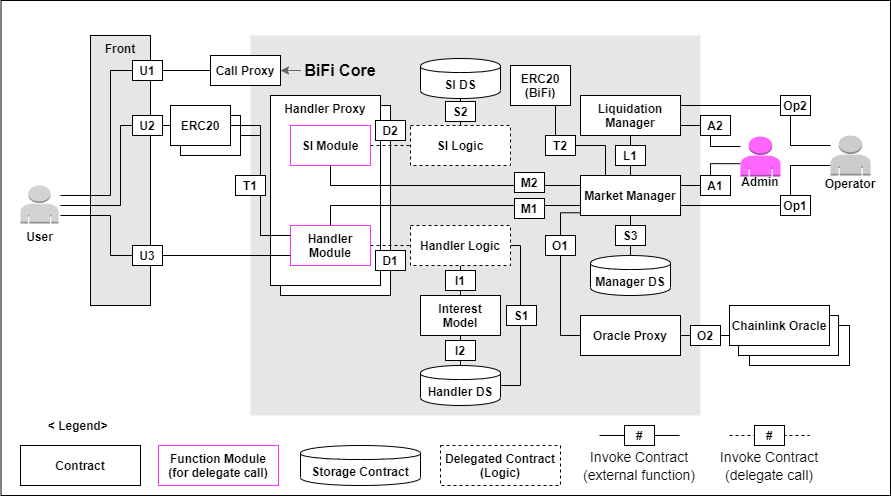 Front
U1
Call Proxy
BiFi Core
U2
ERC20
T1
U3
User
Handler Proxy
SI Module
D2
SI Logic
SI DS
S2
ERC20
(BiFi)
T2
Liquidation
Manager
L1
A2
Op2
Admin
Operator
M2
M1
Market Manager
A1
Op1
Handler
Module
D1
Handler Logic
O1
S3
Manager DS
I1
Interest
Model
S1
I2
Handler DS
Oracle Proxy
O2
Chainlink Oracle
< Legend>
Contract
Function Module
(for delegate call)
Storage Contract
Delegated Contract
(Logic)
#
Invoke Contract
(external function)
#
Invoke Contract
(delegate call)